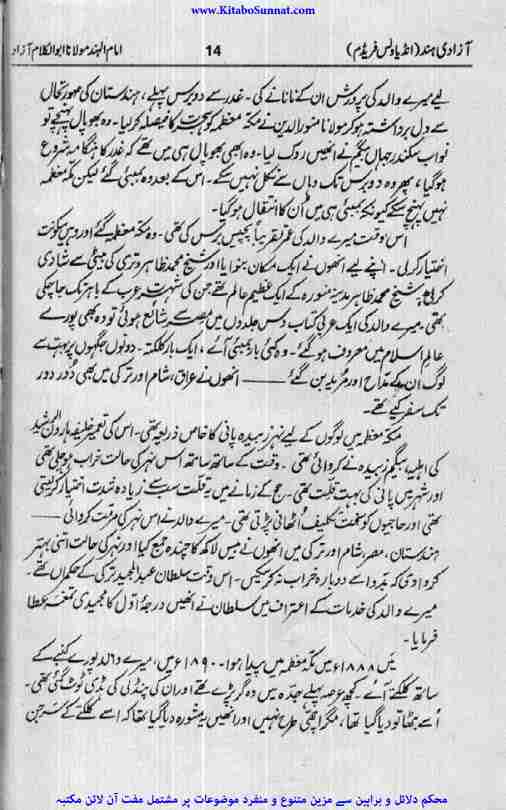 www.KitaboSunnat.com
آزادی ہند (انڈیا ونس فریڈم) 14 امام الہند مولانا ابوالکلام آزاد
لیے میرے والد کی پرورش ان کے نانا نے کی۔ غدر سے دو برس پہلے، ہندستان کی صورتِ حال
سے دل برداشتہ ہو کر مولانا منور الدین نے مکۂ معظمہ کو ہجرت کا فیصلہ کر لیا۔ وہ بھوپال پہنچے تو
نواب سکندر جہاں بیگم نے انھیں روک لیا۔ وہ ابھی بھوپال ہی میں تھے کہ غدر کا ہنگامہ شروع
ہو گیا، پھر وہ دو برس تک وہاں سے نکل نہیں سکے۔ اس کے بعد وہ بمبئی گئے لیکن مکۂ معظمہ
نہیں پہنچ سکے کیونکہ بمبئی ہی میں اُن کا انتقال ہو گیا۔
اس وقت میرے والد کی عمر تقریباً پچیس برس کی تھی۔ وہ مکۂ معظمہ گئے اور وہیں سکونت
اختیار کر لی۔ اپنے لیے انھوں نے ایک مکان بنوایا اور شیخ محمد ظاہر وتری کی بیٹی سے شادی
کر لی۔ شیخ محمد ظاہر مدینہ منورہ کے ایک عظیم عالم تھے جن کی شہرت عرب کے باہر تک جا چکی
تھی۔ میرے والد کی ایک عربی کتاب دس جلدوں میں مصر سے شایع ہوئی تو وہ بھی پورے
عالمِ اسلام میں معروف ہو گئے۔ وہ کئی بار بمبئی آئے، ایک بار کلکتہ۔ دونوں جگہوں پر بہت سے
لوگ ان کے مداح اور مُرید بن گئے —— انھوں نے عراق، شام اور ترکی میں بھی دُور دور
تک سفر کیے تھے۔
مکۂ معظمہ میں لوگوں کے لیے نہرِ زبیدہ پانی کا خاص ذریعہ تھی۔ اس کی تعمیر خلیفہ ہارون الرشید
کی اہلیہ، بیگم زبیدہ نے کروائی تھی۔ وقت کے ساتھ ساتھ اس نہر کی حالت خراب ہو چلی تھی
اور شہر میں پانی کی بہت قلت تھی۔ حج کے زمانے میں یہ قلّت سب سے زیادہ شدت اختیار کر لیتی
تھی اور حاجیوں کو سخت تکلیف اُٹھانی پڑتی تھی۔ میرے والد نے اس نہر کی مرمت کروائی ——
ہندستان، مصر، شام اور ترکی میں انھوں نے بیس لاکھ کا چندہ جمع کیا اور نہر کی حالت اتنی بہتر
کروا دی کہ بدّو اسے دوبارہ خراب نہ کر سکیں۔ اس وقت سلطان عبدالمجید ترکی کے حکمراں تھے۔
میرے والد کی خدمات کے اعتراف میں سلطان نے انھیں درجۂ اوّل کا مجیدی تمغہ عطا
فرمایا۔
میں ۱۸۸۸ء میں مکۂ معظمہ میں پیدا ہوا۔ ۱۸۹۰ء میں، میرے والد پورے کنبے کے
ساتھ کلکتے آئے۔ کچھ عرصہ پہلے جدّہ میں وہ گر پڑے تھے اور ان کی پنڈلی کی ہڈی ٹوٹ گئی تھی۔
اُسے بٹھا تو دیا گیا تھا، مگر اچھی طرح نہیں اور انھیں یہ مشورہ دیا گیا تھا کہ اسے کلکتے کے سرجن
محکم دلائل و براہین سے مزین متنوع و منفرد موضوعات پر مشتمل مفت آن لائن مکتبہ